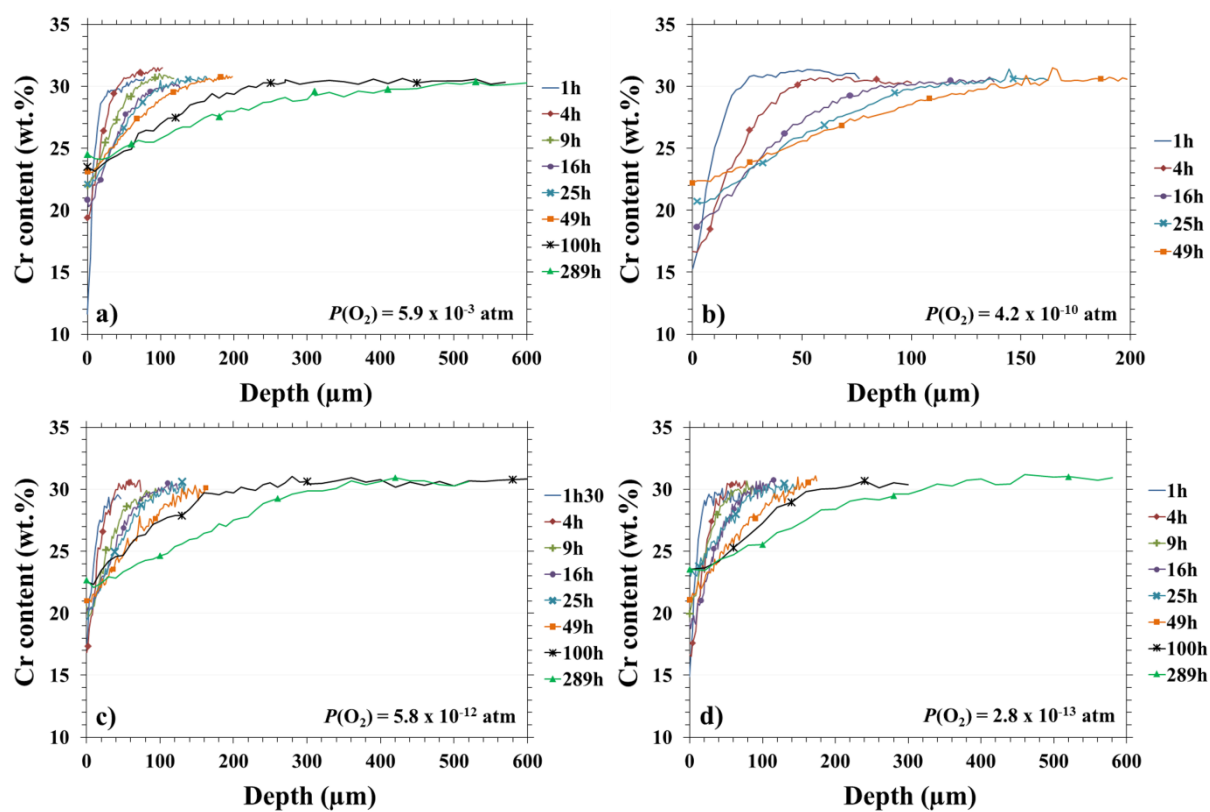 35
30
25
20
15
10
Cr content (wt.%)
0 100 200 300 400 500 600
Depth (µm)
a)
P(O₂) = 5.9 x 10⁻³ atm
1h
4h
9h
16h
25h
49h
100h
289h
35
30
25
20
15
10
Cr content (wt.%)
0 50 100 150 200
Depth (µm)
b)
P(O₂) = 4.2 x 10⁻¹⁰ atm
1h
4h
16h
25h
49h
35
30
25
20
15
10
Cr content (wt.%)
0 100 200 300 400 500 600
Depth (µm)
c)
P(O₂) = 5.8 x 10⁻¹² atm
1h30
4h
9h
16h
25h
49h
100h
289h
35
30
25
20
15
10
Cr content (wt.%)
0 100 200 300 400 500 600
Depth (µm)
d)
P(O₂) = 2.8 x 10⁻¹³ atm
1h
4h
9h
16h
25h
49h
100h
289h